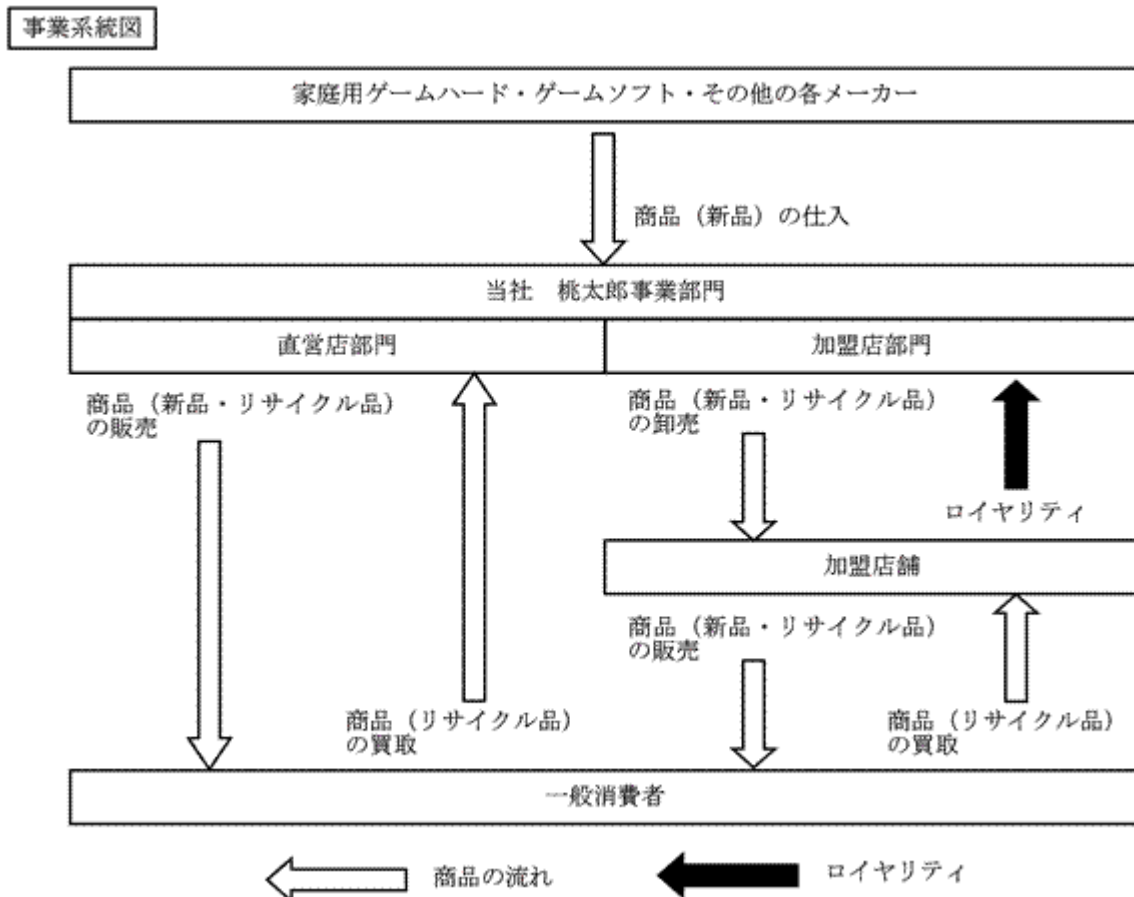 事業系統図
家庭用ゲームハード・ゲームソフト・その他の各メーカー
商品（新品）の仕入
当社　桃太郎事業部門
直営店部門
加盟店部門
商品（新品・リサイクル品）
の販売
商品（新品・リサイクル品）
の卸売
ロイヤリティ
加盟店舗
商品（新品・リサイクル品）
の販売
商品（リサイクル品）
の買取
商品（リサイクル品）
の買取
一般消費者
商品の流れ
ロイヤリティ